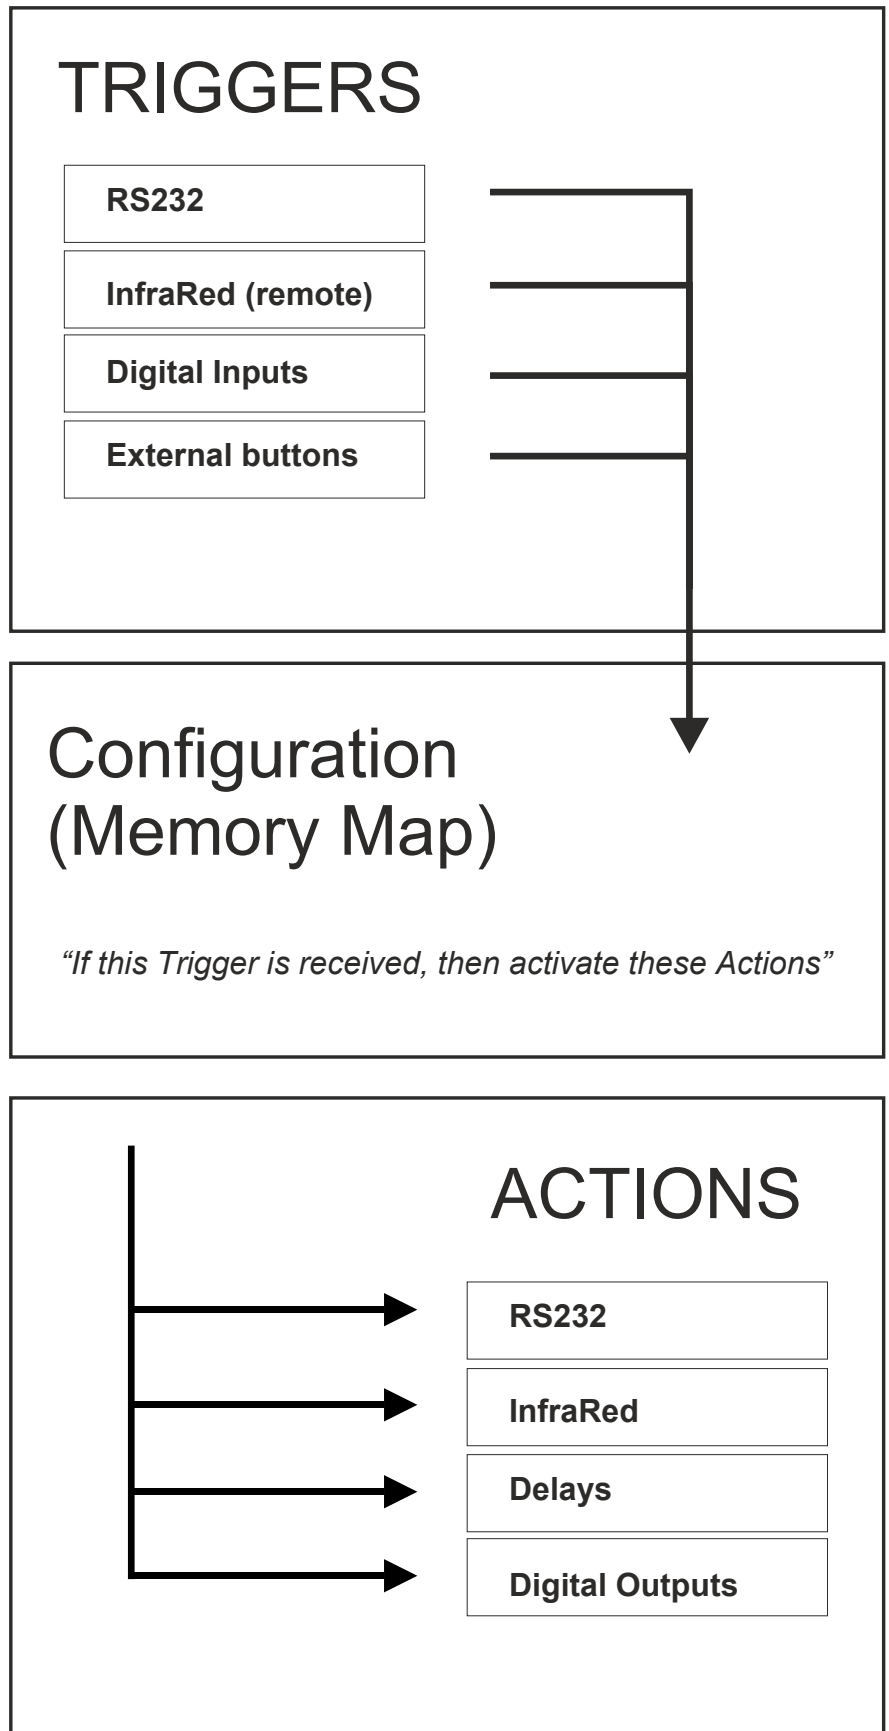 TRIGGERS
RS232
InfraRed (remote)
Digital Inputs
External buttons
Configuration
(Memory Map)
“If this Trigger is received, then activate these Actions”
ACTIONS
RS232
InfraRed
Delays
Digital Outputs